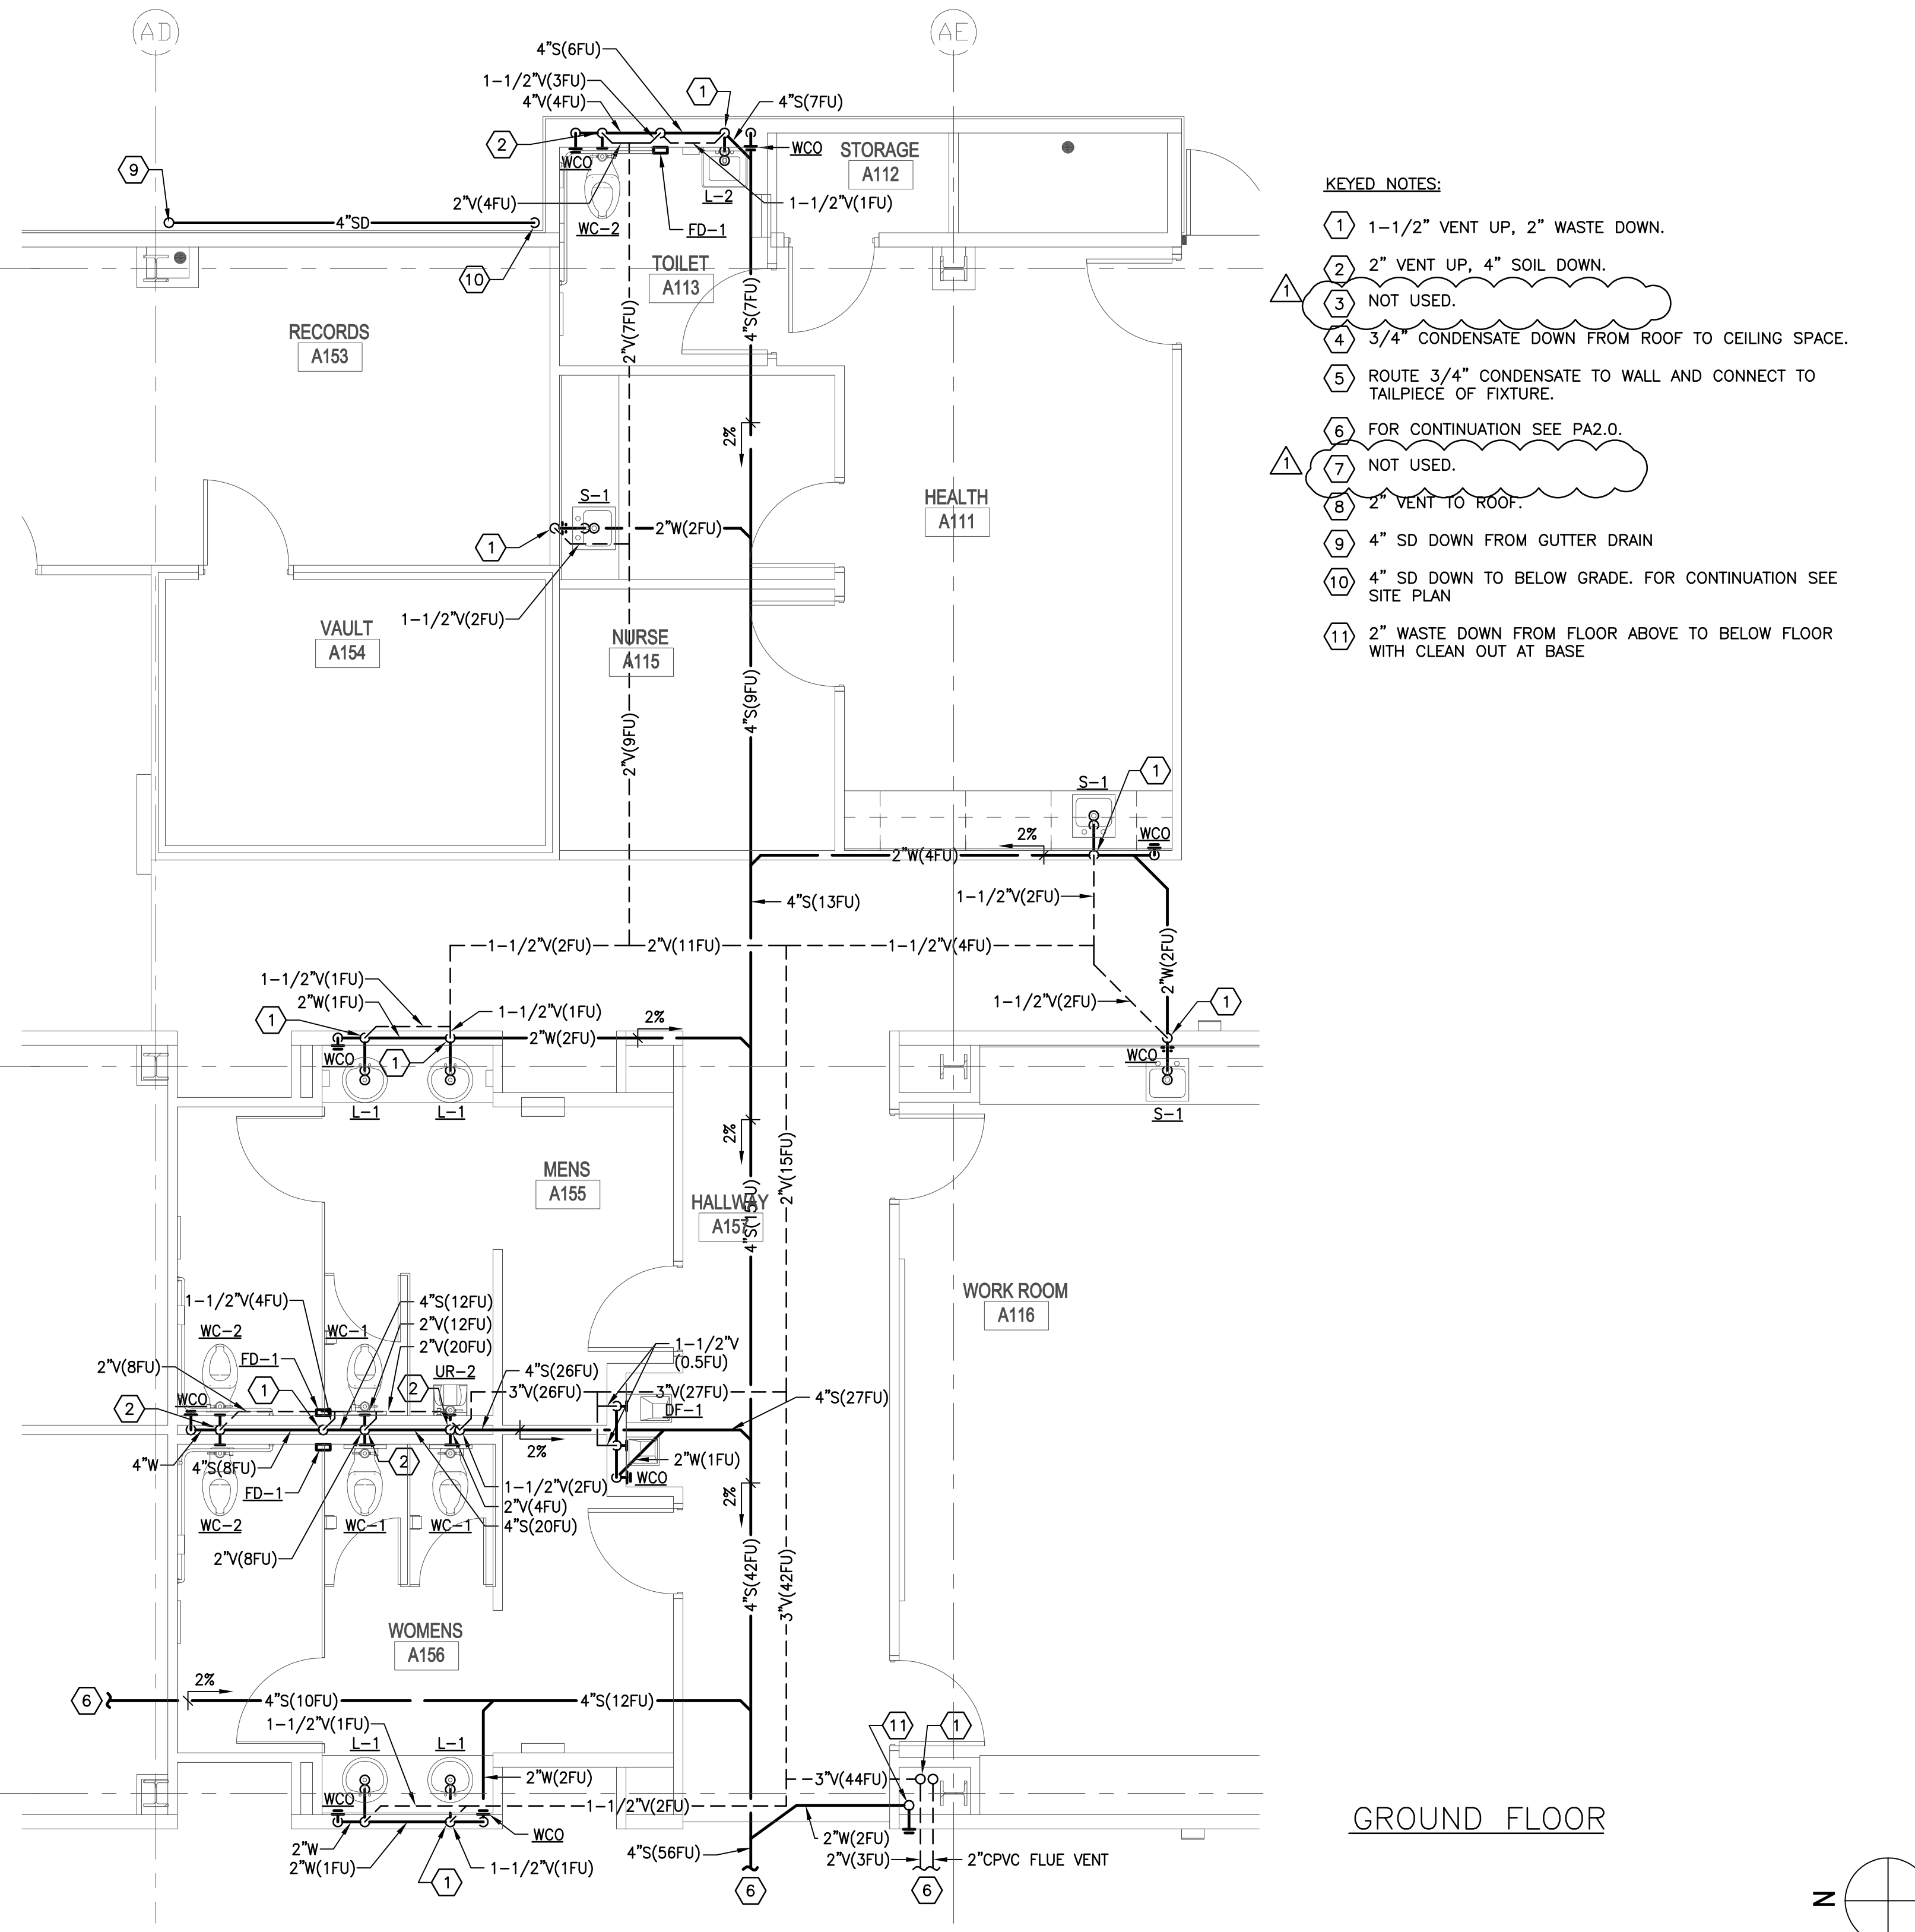 AD
AE
4"S(6FU)
1-1/2"V(3FU)
4"V(4FU)
1
4"S(7FU)
2
WCO
WCO
STORAGE
A112
9
4"SD
2"V(4FU)
WC-2
FD-1
L-2
1-1/2"V(1FU)
10
TOILET
A113
RECORDS
A153
2"V(7FU)
4"S(7FU)
2%
S-1
1
2"W(2FU)
HEALTH
A111
1-1/2"V(2FU)
VAULT
A154
NURSE
A115
2"V(9FU)
4"S(9FU)
S-1
1
2%
WCO
2"W(4FU)
4"S(13FU)
1-1/2"V(2FU)
1-1/2"V(2FU)
2"V(11FU)
1-1/2"V(4FU)
2"W(2FU)
1-1/2"V(1FU)
2"W(1FU)
1
1-1/2"V(1FU)
2%
1-1/2"V(2FU)
1
WCO
1
2"W(2FU)
WCO
L-1
L-1
S-1
2%
MENS
A155
HALLWAY
A157
4"S(15FU)
2"V(15FU)
WORK ROOM
A116
1-1/2"V(4FU)
4"S(12FU)
2"V(12FU)
2"V(20FU)
WC-2
WC-1
2"V(8FU)
FD-1
UR-2
1-1/2"V
(0.5FU)
4"S(26FU)
3"V(26FU)
3"V(27FU)
4"S(27FU)
DF-1
WCO
1
2
2
4"W
4"S(8FU)
2
2%
2"W(1FU)
WCO
FD-1
1-1/2"V(2FU)
2"V(4FU)
4"S(20FU)
WC-2
WC-1
WC-1
2"V(8FU)
2%
4"S(42FU)
3"V(42FU)
WOMENS
A156
6
2%
4"S(10FU)
4"S(12FU)
1-1/2"V(1FU)
L-1
L-1
2"W(2FU)
11
1
3"V(44FU)
WCO
1-1/2"V(2FU)
WCO
2"W
2"W(1FU)
1-1/2"V(1FU)
1
4"S(56FU)
2"W(2FU)
2"V(3FU)
2"CPVC FLUE VENT
6
6
KEYED NOTES:
1 1-1/2" VENT UP, 2" WASTE DOWN.
2 2" VENT UP, 4" SOIL DOWN.
1
3 NOT USED.
4 3/4" CONDENSATE DOWN FROM ROOF TO CEILING SPACE.
5 ROUTE 3/4" CONDENSATE TO WALL AND CONNECT TO
TAILPIECE OF FIXTURE.
6 FOR CONTINUATION SEE PA2.0.
1
7 NOT USED.
8 2" VENT TO ROOF.
9 4" SD DOWN FROM GUTTER DRAIN
10 4" SD DOWN TO BELOW GRADE. FOR CONTINUATION SEE
SITE PLAN
11 2" WASTE DOWN FROM FLOOR ABOVE TO BELOW FLOOR
WITH CLEAN OUT AT BASE
GROUND FLOOR
N